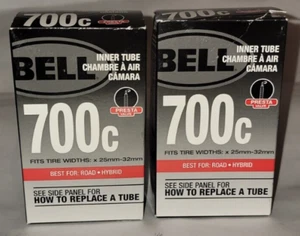 BELL
INNER TUBE
CHAMBRE À AIR
CÁMARA
700c
PRESTA
VALVE
FITS TIRE WIDTHS: x 25mm-32mm
BEST FOR: ROAD • HYBRID
SEE SIDE PANEL FOR
HOW TO REPLACE A TUBE
BELL
INNER TUBE
CHAMBRE À AIR
CÁMARA
700c
PRESTA
VALVE
FITS TIRE WIDTHS: x 25mm-32mm
BEST FOR: ROAD • HYBRID
SEE SIDE PANEL FOR
HOW TO REPLACE A TUBE